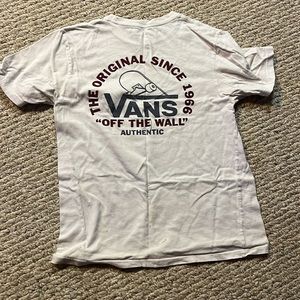 THE ORIGINAL SINCE 1966
VANS
"OFF THE WALL"
AUTHENTIC